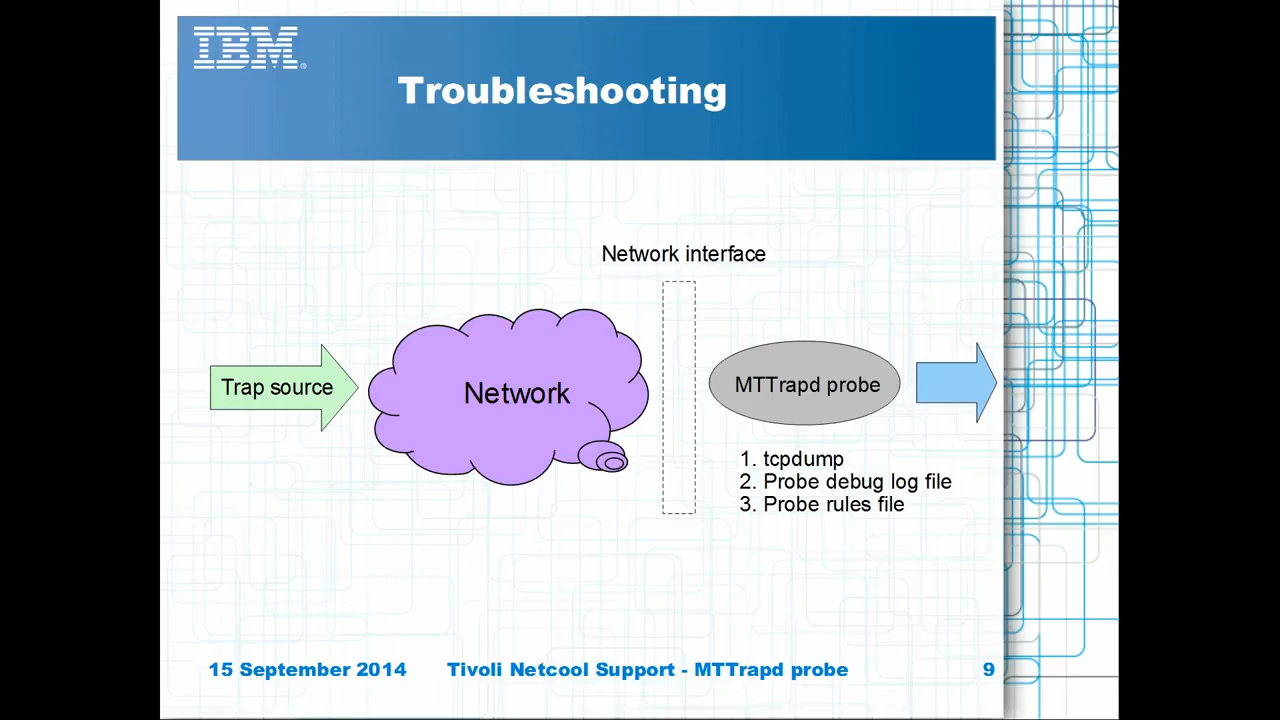 IBM
Troubleshooting
Network interface
Trap source
Network
MTTrapd probe
1. tcpdump
2. Probe debug log file
3. Probe rules file
15 September 2014
Tivoli Netcool Support - MTTrapd probe
9